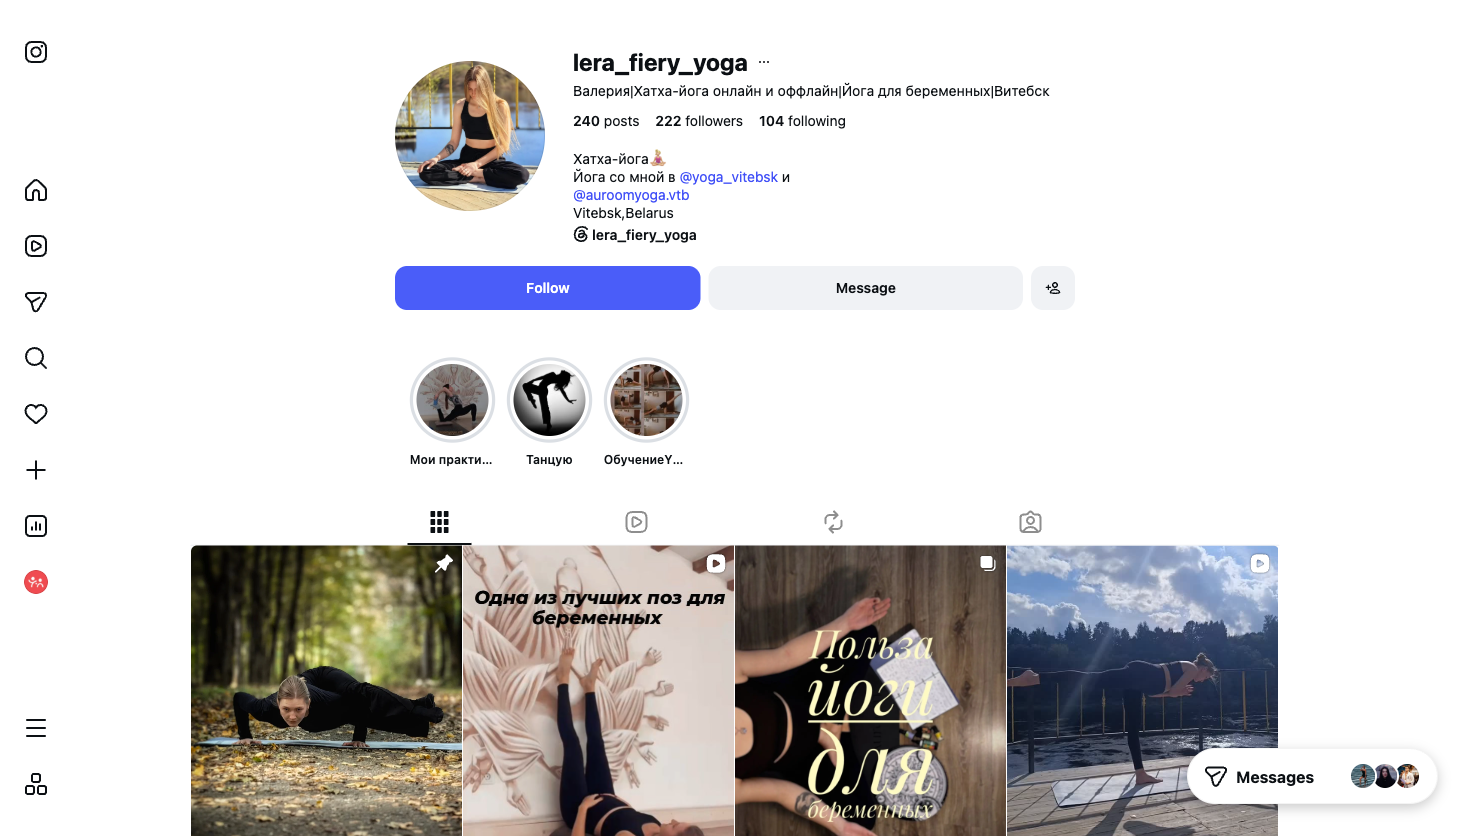 lera_fiery_yoga ...
Валерия|Хатха-йога онлайн и оффлайн|Йога для беременных|Витебск
240 posts 222 followers 104 following
Хатха-йога
Йога со мной в @yoga_vitebsk и
@auroomyoga.vtb
Vitebsk,Belarus
lera_fiery_yoga
Follow
Message
Мои практи...
Танцую
ОбучениеY...
Одна из лучших поз для
беременных
Польза
йоги
для
беременных
Messages